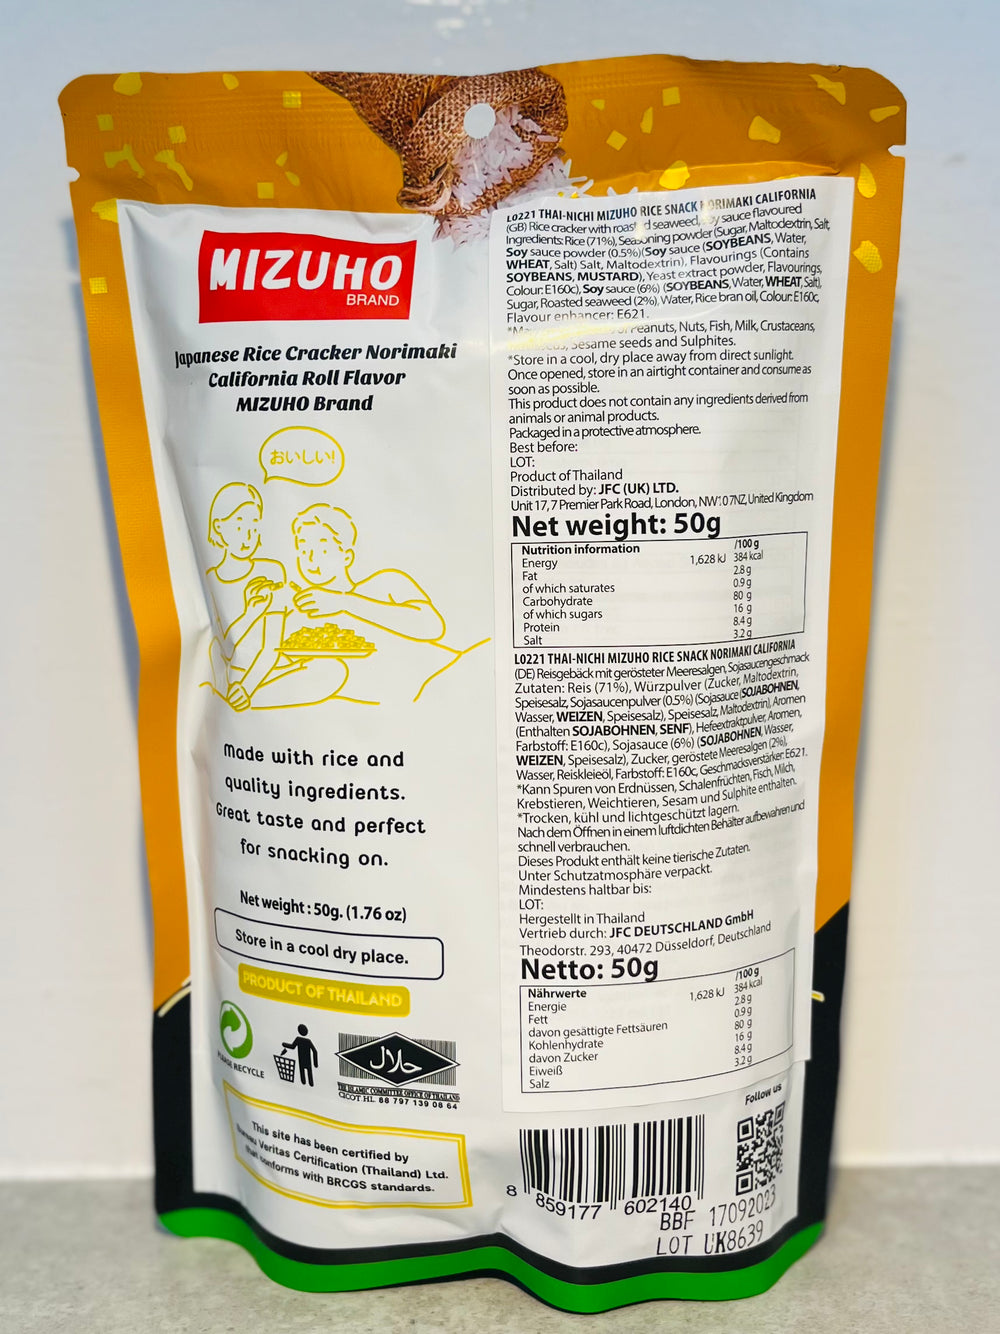 MIZUHO
BRAND
Japanese Rice Cracker Norimaki
California Roll Flavor
MIZUHO Brand
おいしい!
Made with rice and
quality ingredients.
Great taste and perfect
for snacking on.
Net weight : 50g. (1.76 oz)
Store in a cool dry place.
PRODUCT OF THAILAND
RECYCLE
حلال
THE ISLAMIC COMMITTEE OFFICE OF THAILAND
CICOT HL. 88 797 139 08 64
This site has been certified by
Veritas Certification (Thailand) Ltd.
that conforms with BRCGS standards.
L0221 THAI-NICHI MIZUHO RICE SNACK NORIMAKI CALIFORNIA
(GB) Rice cracker with roasted seaweed, soy sauce flavoured
Ingredients: Rice (71%), Seasoning powder (Sugar, Maltodextrin, Salt,
Soy sauce powder (0.5%)(Soy sauce (SOYBEANS, Water,
WHEAT, Salt) Salt, Maltodextrin), Flavourings (Contains
SOYBEANS, MUSTARD), Yeast extract powder, Flavourings,
Colour: E160c), Soy sauce (6%) (SOYBEANS, Water, WHEAT, Salt),
Sugar, Roasted seaweed (2%), Water, Rice bran oil, Colour: E160c,
Flavour enhancer: E621.
Peanuts, Nuts, Fish, Milk, Crustaceans,
Sesame seeds and Sulphites.
*Store in a cool, dry place away from direct sunlight.
Once opened, store in an airtight container and consume as
soon as possible.
This product does not contain any ingredients derived from
animals or animal products.
Packaged in a protective atmosphere.
Best before:
LOT:
Product of Thailand
Distributed by: JFC (UK) LTD.
Unit 17, 7 Premier Park Road, London, NW10 7NZ, United Kingdom
Net weight: 50g
Nutrition information /100 g
Energy 1,628 kJ 384 kcal
Fat 2.8 g
of which saturates 0.9 g
Carbohydrate 80 g
of which sugars 16 g
Protein 8.4 g
Salt 3.2 g
L0221 THAI-NICHI MIZUHO RICE SNACK NORIMAKI CALIFORNIA
(DE) Reisgebäck mit gerösteter Meeresalgen, Sojasaucengeschmack
Zutaten: Reis (71%), Würzpulver (Zucker, Maltodextrin,
Speisesalz, Sojasaucenpulver (0.5%) (Sojasauce (SOJABOHNEN,
Wasser, WEIZEN, Speisesalz), Speisesalz, Maltodextrin), Aromen
(Enthalten SOJABOHNEN, SENF), Hefeextraktpulver, Aromen,
Farbstoff: E160c), Sojasauce (6%) (SOJABOHNEN, Wasser,
WEIZEN, Speisesalz), Zucker, geröstete Meeresalgen (2%),
Wasser, Reiskleieöl, Farbstoff: E160c, Geschmacksverstärker: E621.
*Kann Spuren von Erdnüssen, Schalenfrüchten, Fisch, Milch,
Krebstieren, Weichtieren, Sesam und Sulphite enthalten.
*Trocken, kühl und lichtgeschützt lagern.
Nach dem Öffnen in einem luftdichten Behälter aufbewahren und
schnell verbrauchen.
Dieses Produkt enthält keine tierische Zutaten.
Unter Schutzatmosphäre verpackt.
Mindestens haltbar bis:
LOT:
Hergestellt in Thailand
Vertrieb durch: JFC DEUTSCHLAND GmbH
Theodorstr. 293, 40472 Düsseldorf, Deutschland
Netto: 50g
Nährwerte /100 g
Energie 1,628 kJ 384 kcal
Fett 2.8 g
davon gesättigte Fettsäuren 0.9 g
Kohlenhydrate 80 g
davon Zucker 16 g
Eiweiß 8.4 g
Salz 3.2 g
Follow us
8 859177 602140
BBF 17092023
LOT UK8639